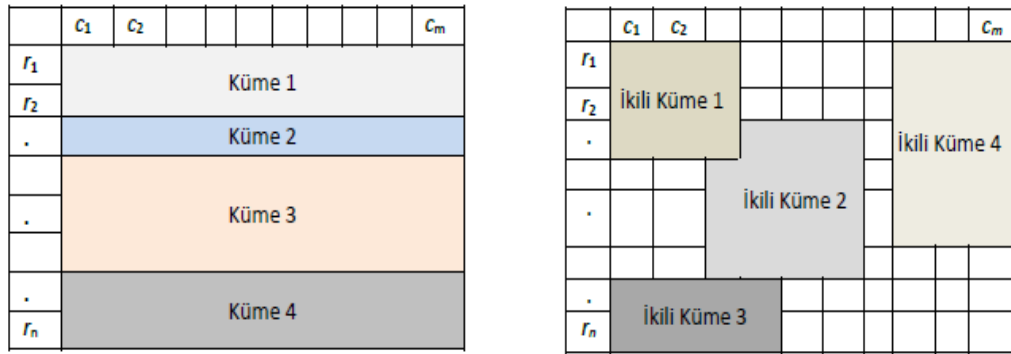 c1 c2 cm
r1
Küme 1
r2
. Küme 2
. Küme 3
.
Küme 4
rn
c1 c2 cm
r1
İkili Küme 1
r2
. İkili Küme 4
İkili Küme 2
.
.
İkili Küme 3
rn